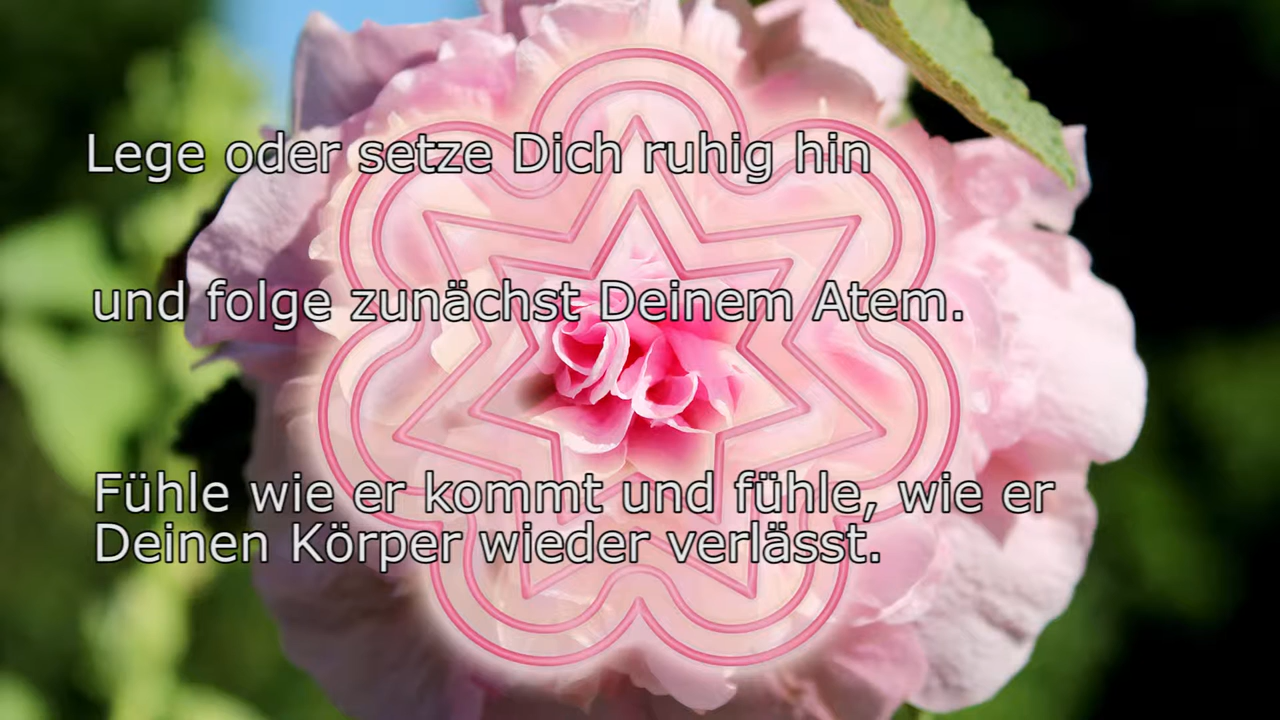 Lege oder setze Dich ruhig hin
und folge zunächst Deinem Atem.
Fühle wie er kommt und fühle, wie er
Deinen Körper wieder verlässt.